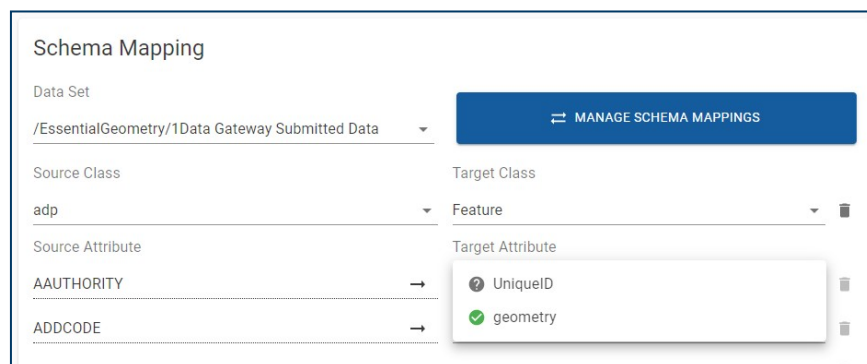 Schema Mapping
Data Set
/EssentialGeometry/1Data Gateway Submitted Data
MANAGE SCHEMA MAPPINGS
Source Class
Target Class
adp
Feature
Source Attribute
Target Attribute
AAUTHORITY
UniqueID
ADDCODE
geometry